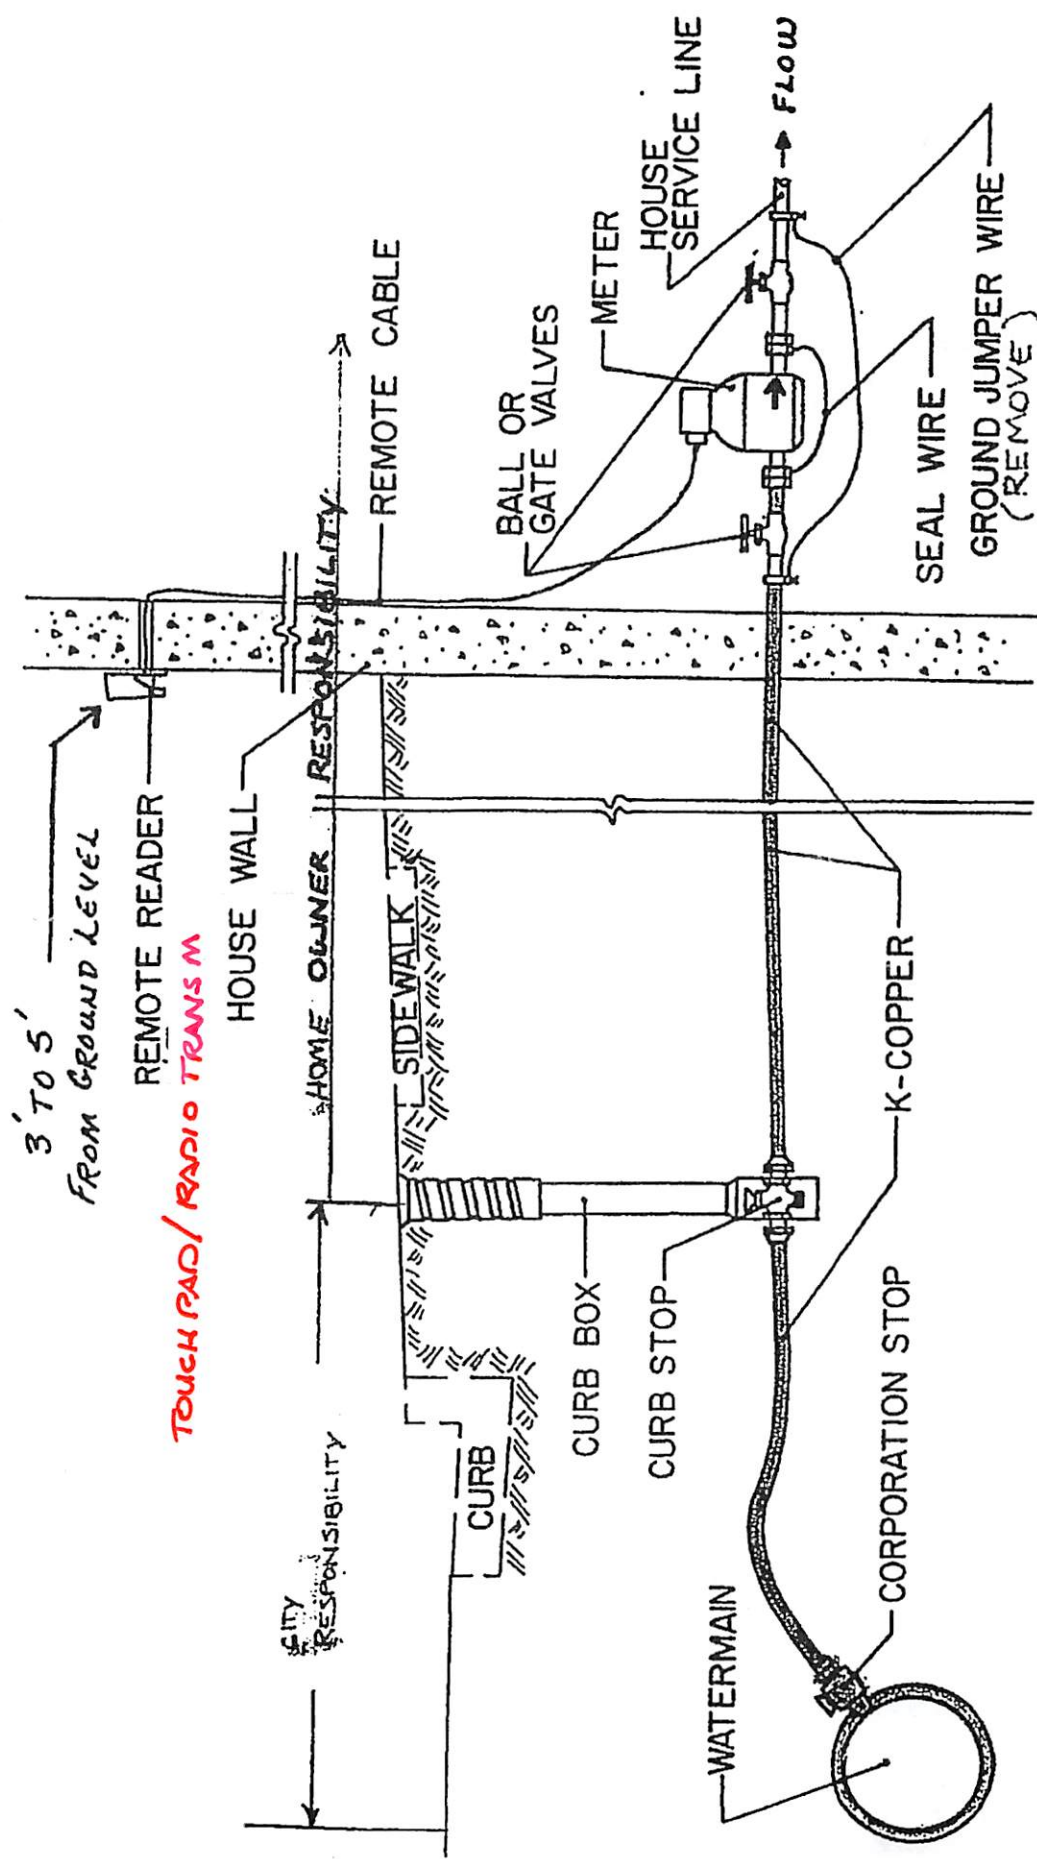 3' TO 5'
FROM GROUND LEVEL
REMOTE READER
TOUCH PAD/ RADIO TRANSM
HOUSE WALL
CITY
RESPONSIBILITY
HOME OWNER RESPONSIBILITY
REMOTE CABLE
CURB
SIDEWALK
BALL OR
GATE VALVES
METER
HOUSE
SERVICE LINE
FLOW
CURB BOX
CURB STOP
WATERMAIN
CORPORATION STOP
K-COPPER
SEAL WIRE
GROUND JUMPER WIRE
(REMOVE)